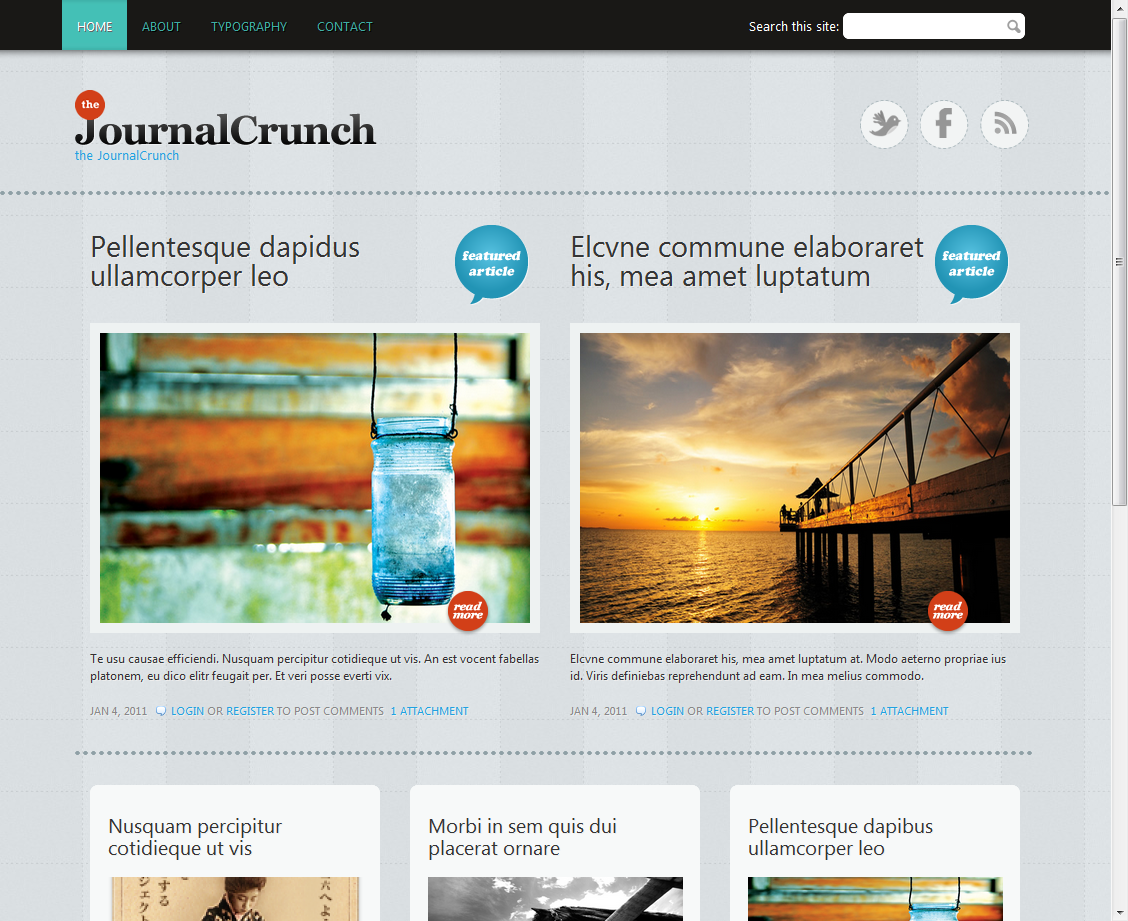 HOME ABOUT TYPOGRAPHY CONTACT Search this site:
the
JournalCrunch
the JournalCrunch
Pellentesque dapidus
ullamcorper leo
featured
article
Elcvne commune elaboraret
his, mea amet luptatum
featured
article
read
more
read
more
Te usu causae efficiendi. Nusquam percipitur cotidieque ut vis. An est vocent fabellas
platonem, eu dico elitr feugait per. Et veri posse everti vix.
Elcvne commune elaboraret his, mea amet luptatum at. Modo aeterno propriae ius
id. Viris definiebas reprehendunt ad eam. In mea melius commodo.
JAN 4, 2011 LOGIN OR REGISTER TO POST COMMENTS 1 ATTACHMENT
JAN 4, 2011 LOGIN OR REGISTER TO POST COMMENTS 1 ATTACHMENT
Nusquam percipitur
cotidieque ut vis
Morbi in sem quis dui
placerat ornare
Pellentesque dapibus
ullamcorper leo